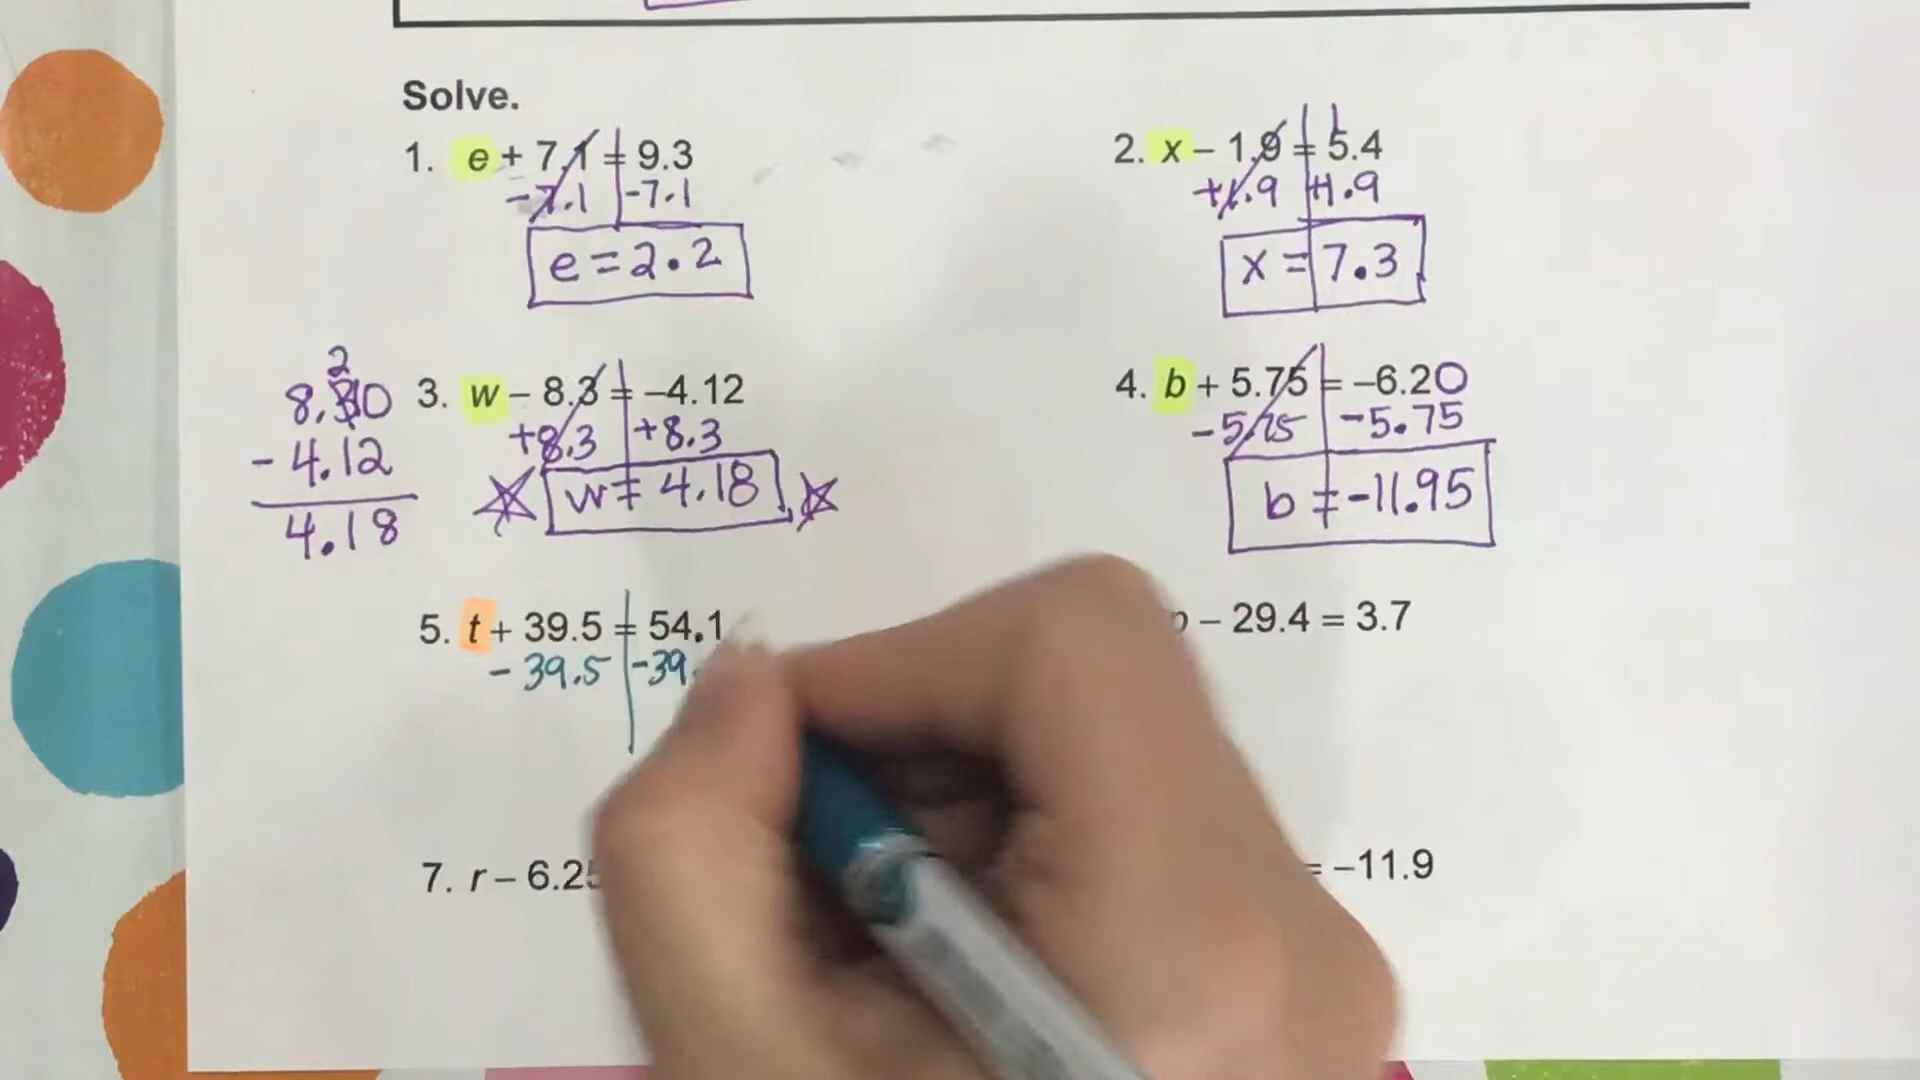 Solve.
1. e + 7.1 = 9.3
-7.1 -7.1
e = 2.2
2. x – 1.9 = 5.4
+1.9 +1.9
x = 7.3
2
8.310
- 4.12
4.18
3. w – 8.3 = –4.12
+8.3 +8.3
w = 4.18
4. b + 5.75 = –6.20
-5.75 -5.75
b = -11.95
5. t + 39.5 = 54.1
- 39.5 -39.
– 29.4 = 3.7
7. r – 6.25
= –11.9